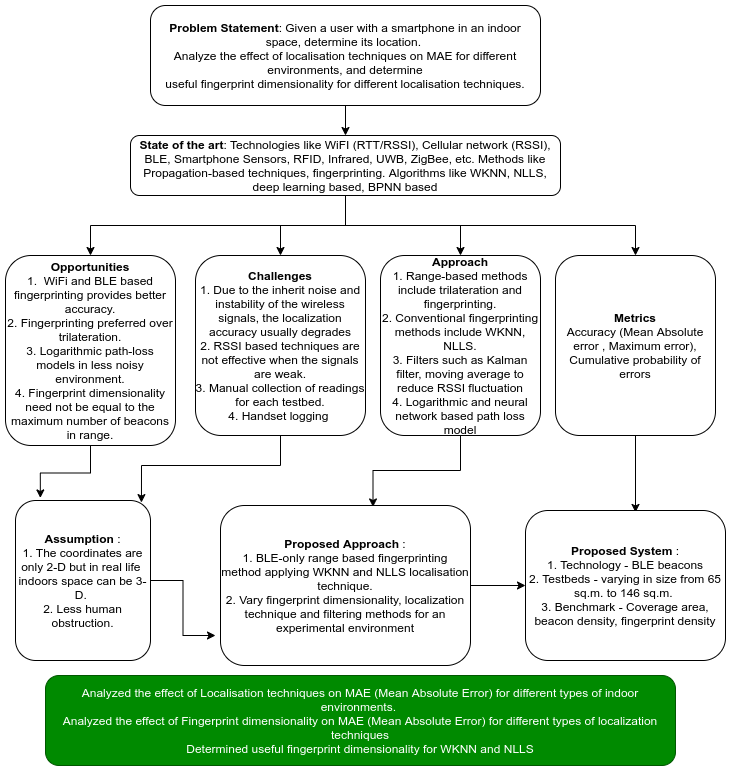 Problem Statement: Given a user with a smartphone in an indoor
space, determine its location.
Analyze the effect of localisation techniques on MAE for different
environments, and determine
useful fingerprint dimensionality for different localisation techniques.
State of the art: Technologies like WiFI (RTT/RSSI), Cellular network (RSSI),
BLE, Smartphone Sensors, RFID, Infrared, UWB, ZigBee, etc. Methods like
Propagation-based techniques, fingerprinting. Algorithms like WKNN, NLLS,
deep learning based, BPNN based
Opportunities
1. WiFi and BLE based
fingerprinting provides better
accuracy.
2. Fingerprinting preferred over
trilateration.
3. Logarithmic path-loss
models in less noisy
environment.
4. Fingerprint dimensionality
need not be equal to the
maximum number of beacons
in range.
Challenges
1. Due to the inherit noise and
instability of the wireless
signals, the localization
accuracy usually degrades
2. RSSI based techniques are
not effective when the signals
are weak.
3. Manual collection of readings
for each testbed.
4. Handset logging
Approach
1. Range-based methods
include trilateration and
fingerprinting.
2. Conventional fingerprinting
methods include WKNN,
NLLS.
3. Filters such as Kalman
filter, moving average to
reduce RSSI fluctuation
4. Logarithmic and neural
network based path loss
model
Metrics
Accuracy (Mean Absolute
error , Maximum error),
Cumulative probability of
errors
Assumption :
1. The coordinates are
only 2-D but in real life
indoors space can be 3-
D.
2. Less human
obstruction.
Proposed Approach :
1. BLE-only range based fingerprinting
method applying WKNN and NLLS localisation
technique.
2. Vary fingerprint dimensionality, localization
technique and filtering methods for an
experimental environment
Proposed System :
1. Technology - BLE beacons
2. Testbeds - varying in size from 65
sq.m. to 146 sq.m.
3. Benchmark - Coverage area,
beacon density, fingerprint density
Analyzed the effect of Localisation techniques on MAE (Mean Absolute Error) for different types of indoor
environments.
Analyzed the effect of Fingerprint dimensionality on MAE (Mean Absolute Error) for different types of localization
techniques
Determined useful fingerprint dimensionality for WKNN and NLLS